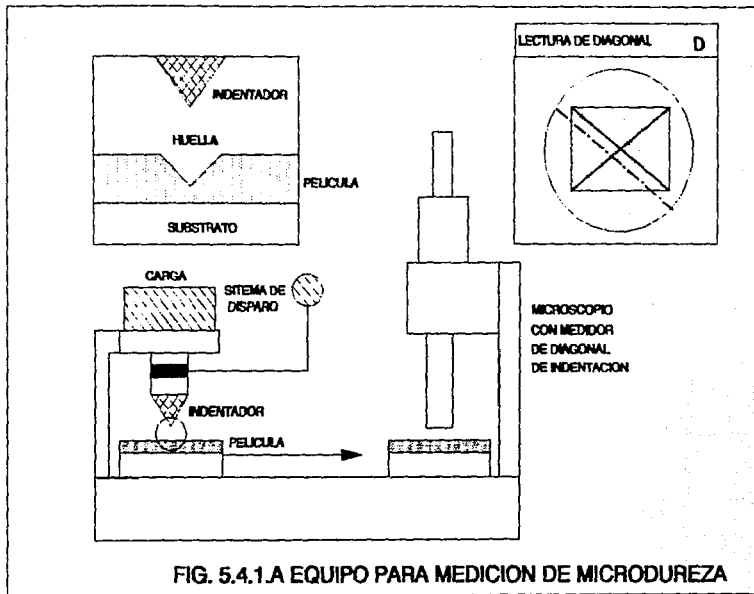 LECTURA DE DIAGONAL D
INDENTADOR
HUELLA
PELICULA
SUBSTRATO
CARGA
SITEMA DE
DISPARO
INDENTADOR
PELICULA
MICROSCOPIO
CON MEDIDOR
DE DIAGONAL
DE INDENTACION
FIG. 5.4.1.A EQUIPO PARA MEDICION DE MICRODUREZA